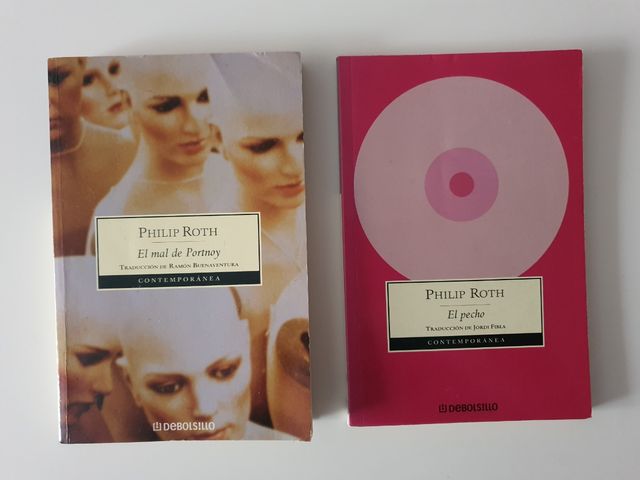 PHILIP ROTH
El mal de Portnoy
TRADUCCIÓN DE RAMÓN BUENAVENTURA
CONTEMPORÁNEA
DEBOLSILLO
PHILIP ROTH
El pecho
TRADUCCIÓN DE JORDI FIBLA
CONTEMPORÁNEA
DEBOLSILLO